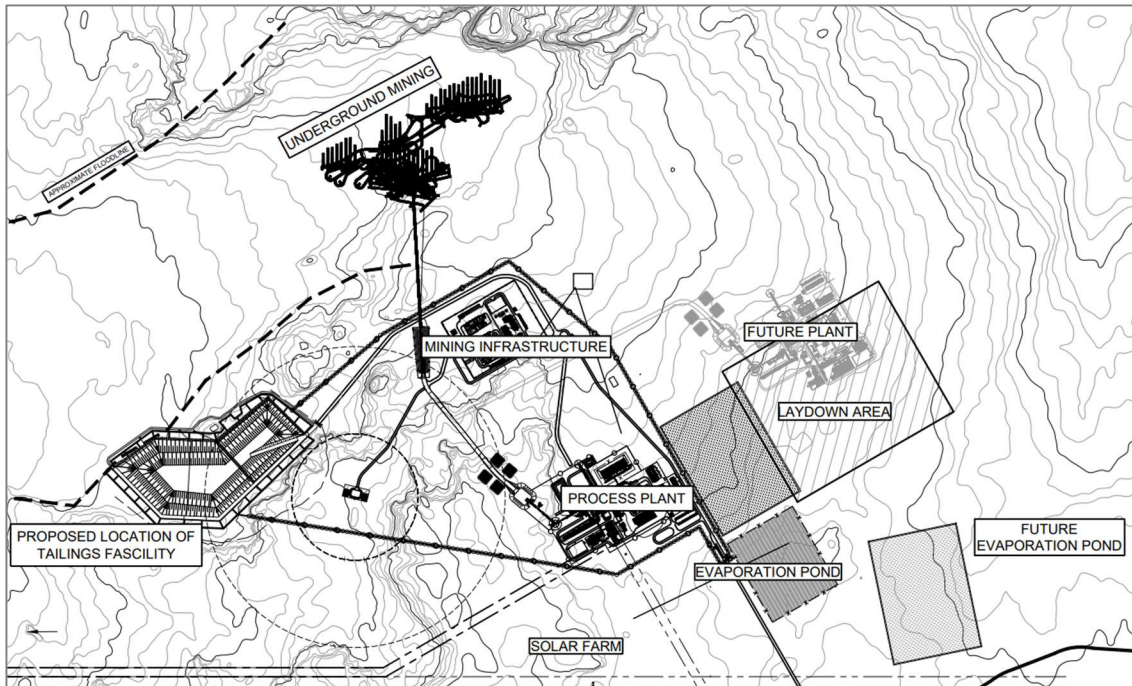 UNDERGROUND MINING
APPROXIMATE FLOODLINE
FUTURE PLANT
MINING INFRASTRUCTURE
LAYDOWN AREA
PROCESS PLANT
PROPOSED LOCATION OF
TAILINGS FASCILITY
FUTURE
EVAPORATION POND
EVAPORATION POND
SOLAR FARM